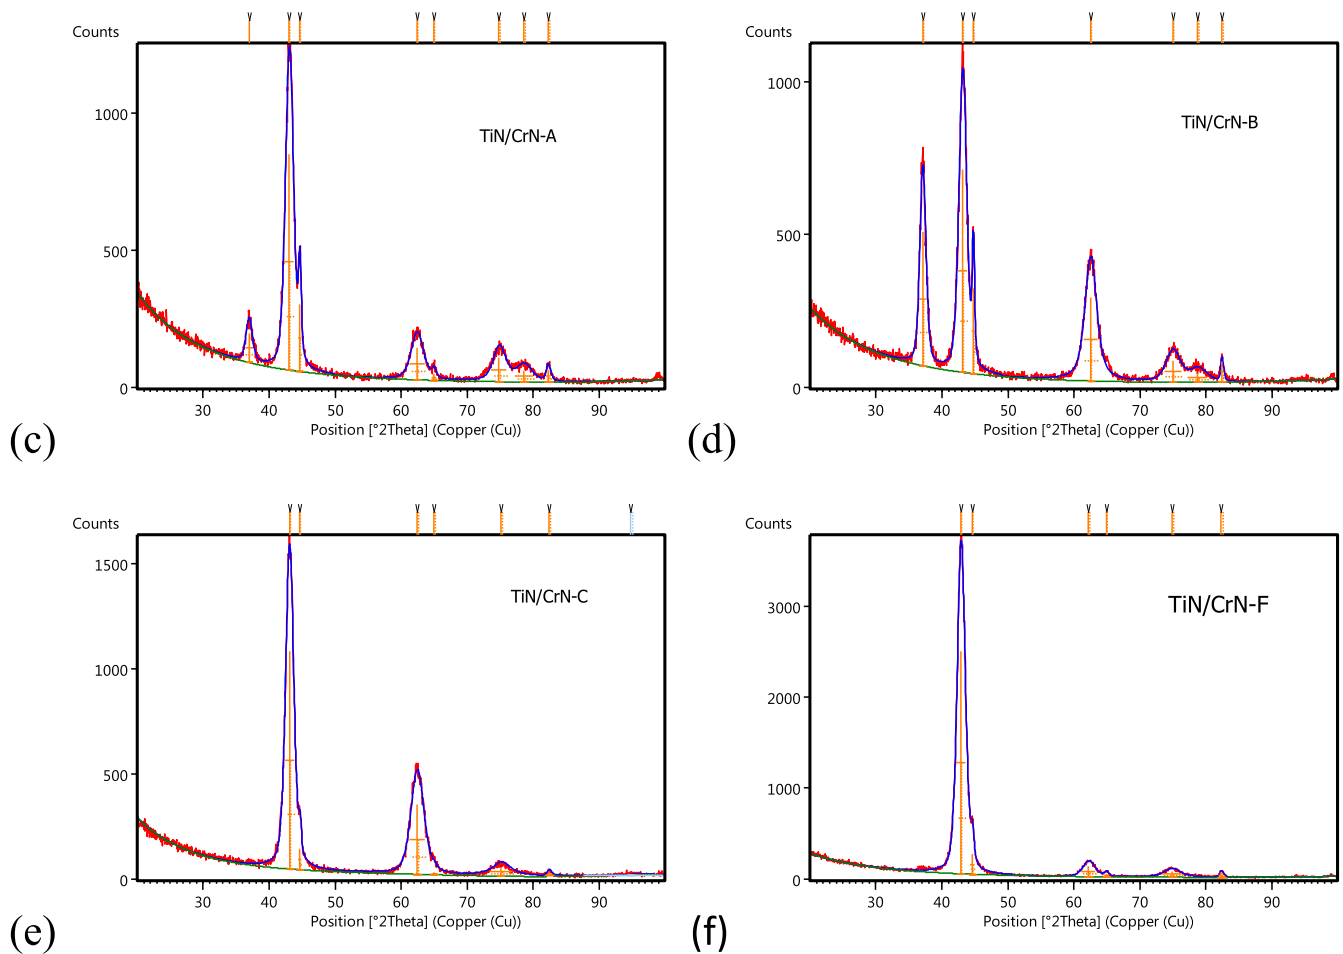 Counts
Counts
1000
500
0
TiN/CrN-A
30 40 50 60 70 80 90
Position [°2Theta] (Copper (Cu))
(c)
1000
500
0
TiN/CrN-B
30 40 50 60 70 80 90
Position [°2Theta] (Copper (Cu))
(d)
Counts
Counts
1500
1000
500
0
TiN/CrN-C
30 40 50 60 70 80 90
Position [°2Theta] (Copper (Cu))
(e)
3000
2000
1000
0
TiN/CrN-F
30 40 50 60 70 80 90
Position [°2Theta] (Copper (Cu))
(f)